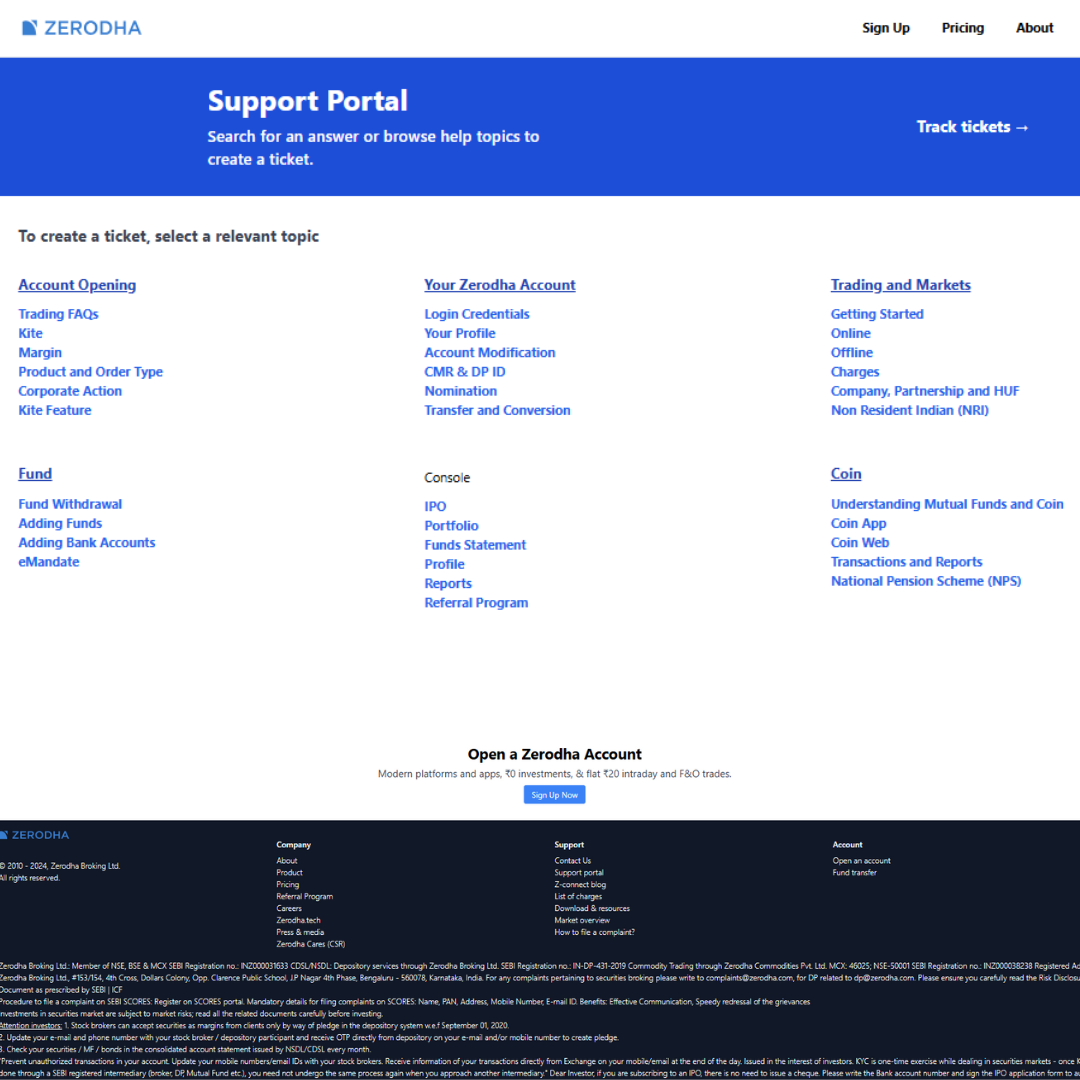 ZERODHA
Sign Up
Pricing
About
Support Portal
Search for an answer or browse help topics to
create a ticket.
Track tickets →
To create a ticket, select a relevant topic
Account Opening
Trading FAQs
Kite
Margin
Product and Order Type
Corporate Action
Kite Feature
Your Zerodha Account
Login Credentials
Your Profile
Account Modification
CMR & DP ID
Nomination
Transfer and Conversion
Trading and Markets
Getting Started
Online
Offline
Charges
Company, Partnership and HUF
Non Resident Indian (NRI)
Fund
Fund Withdrawal
Adding Funds
Adding Bank Accounts
eMandate
Console
IPO
Portfolio
Funds Statement
Profile
Reports
Referral Program
Coin
Understanding Mutual Funds and Coin
Coin App
Coin Web
Transactions and Reports
National Pension Scheme (NPS)
Open a Zerodha Account
Modern platforms and apps, ₹0 investments, & flat ₹20 intraday and F&O trades.
Sign Up Now
ZERODHA
© 2010 - 2024, Zerodha Broking Ltd.
All rights reserved.
Company
About
Product
Pricing
Referral Program
Careers
Zerodha.tech
Press & media
Zerodha Cares (CSR)
Support
Contact Us
Support portal
Z-connect blog
List of charges
Download & resources
Market overview
How to file a complaint?
Account
Open an account
Fund transfer
Zerodha Broking Ltd.: Member of NSE, BSE & MCX SEBI Registration no.: INZ000031633 CDSL/NSDL: Depository services through Zerodha Broking Ltd. SEBI Registration no.: IN-DP-431-2019 Commodity Trading through Zerodha Commodities Pvt. Ltd. MCX: 46025; NSE-50001 SEBI Registration no.: INZ000038238 Registered Ad
Zerodha Broking Ltd., #153/154, 4th Cross, Dollars Colony, Opp. Clarence Public School, J.P Nagar 4th Phase, Bengaluru - 560078, Karnataka, India. For any complaints pertaining to securities broking please write to complaints@zerodha.com, for DP related to dp@zerodha.com. Please ensure you carefully read the Risk Disclosu
Document as prescribed by SEBI | ICF
Procedure to file a complaint on SEBI SCORES: Register on SCORES portal. Mandatory details for filing complaints on SCORES: Name, PAN, Address, Mobile Number, E-mail ID. Benefits: Effective Communication, Speedy redressal of the grievances
Investments in securities market are subject to market risks; read all the related documents carefully before investing.
Attention investors: 1. Stock brokers can accept securities as margins from clients only by way of pledge in the depository system w.e.f September 01, 2020.
2. Update your e-mail and phone number with your stock broker / depository participant and receive OTP directly from depository on your e-mail and/or mobile number to create pledge.
3. Check your securities / MF / bonds in the consolidated account statement issued by NSDL/CDSL every month.
"Prevent unauthorized transactions in your account. Update your mobile numbers/email IDs with your stock brokers. Receive information of your transactions directly from Exchange on your mobile/email at the end of the day. Issued in the interest of investors. KYC is one-time exercise while dealing in securities markets - once K
done through a SEBI registered intermediary (broker, DP, Mutual Fund etc.), you need not undergo the same process again when you approach another intermediary." Dear Investor, if you are subscribing to an IPO, there is no need to issue a cheque. Please write the Bank account number and sign the IPO application form to au